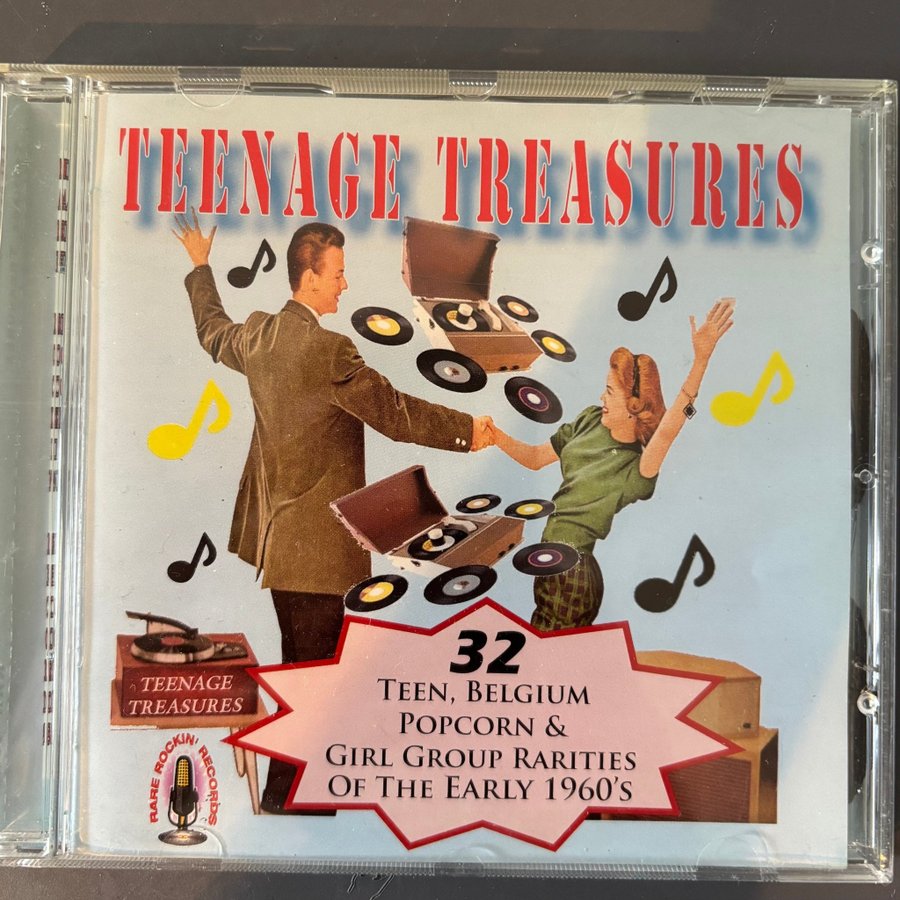 TEENAGE TREASURES
TEENAGE
TREASURES
RARE ROCKIN' RECORDS
32
TEEN, BELGIUM
POPCORN &
GIRL GROUP RARITIES
OF THE EARLY 1960'S